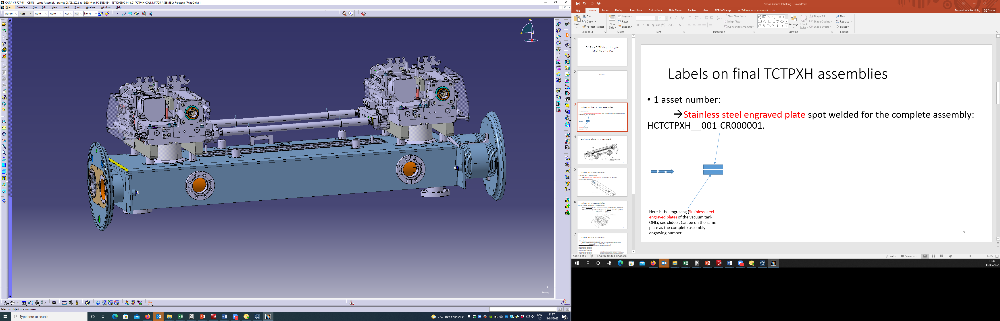 CATIA V5 R27 64 - CERN : Large Assembly : started 08/03/2022 at 12:25:19 on PCEN35134 - [ST1096890_01 d.01 TCTPXH COLLIMATOR ASSEMBLY Released (ReadOnly) ]
Start SmarTeam File Edit View Insert Tools Analyze Window Help
Auto Auto Auto None
Select an object or a command
CATIA
Type here to search
7°C Très ensoleillé
ENG
US
11:37
11/03/2022
Protos_Xseries_labelling - PowerPoint
File Home Insert Design Transitions Animations Slide Show Review View PDF-XChange Tell me what you want to do...
Francois-Xavier Nuiry Share
Paste
Cut
Copy
Format Painter
Clipboard
New
Slide
Layout
Reset
Section
Slides
18
Font
Text Direction
Align Text
Convert to SmartArt
Paragraph
Arrange
Quick
Styles
Shape Fill
Shape Outline
Shape Effects
Drawing
Find
Replace
Select
Editing
1
2
TCTPXH
3
Labels on final TCTPXH assemblies
4
Additional labels on TCTPXH tank
5
Labels on sub-assemblies
6
Labels on sub-assemblies
7
Labels on sub-assemblies
Labels on final TCTPXH assemblies
• 1 asset number:
→Stainless steel engraved plate spot welded for the complete assembly:
HCTCTPXH__001-CR000001.
Beam
Here is the engraving (Stainless steel
engraved plate) of the vacuum tank
ONLY, see slide 3. Can be on the same
plate as the complete assembly
engraving number.
3
Slide 3 of 9 English (United Kingdom)
Notes Comments 123%
11:37
11/03/2022